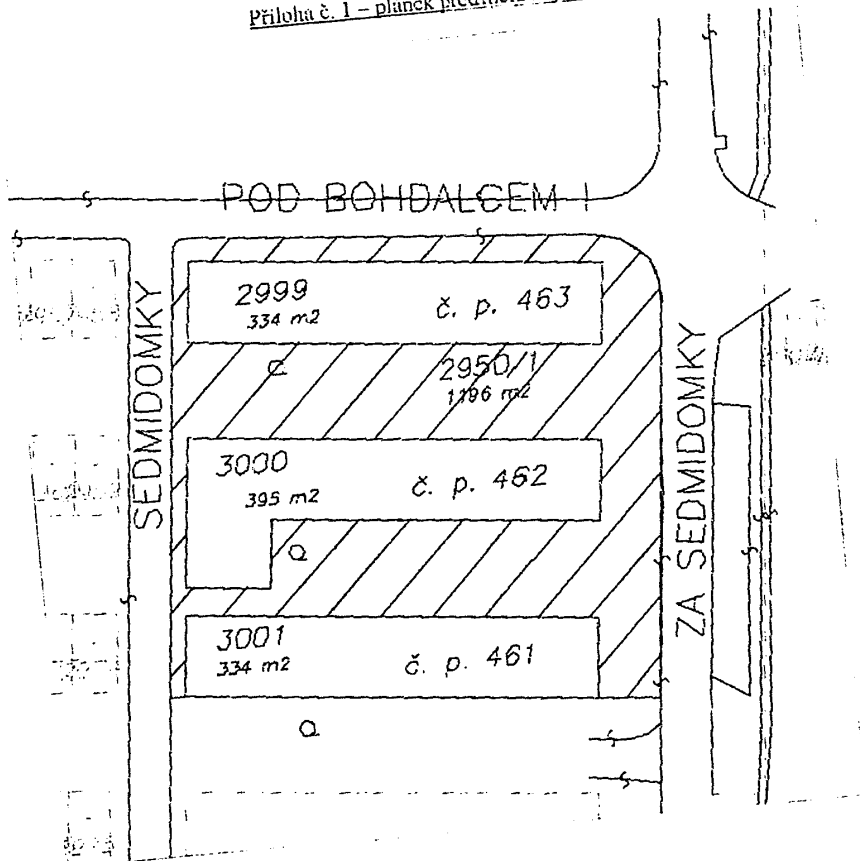 Příloha č. 1 – plánek
POD BOHDALCEM I
SEDMIDOMKY
2999
334 m2
č. p. 463
2950/1
1196 m2
3000
395 m2
č. p. 462
3001
334 m2
č. p. 461
ZA SEDMIDOMKY